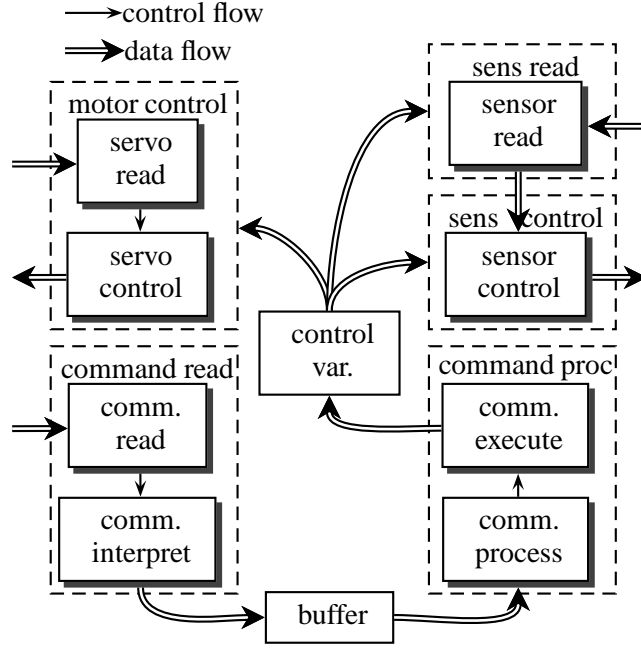 control flow
data flow
motor control
servo
read
servo
control
sens read
sensor
read
sens control
sensor
control
control
var.
command read
comm.
read
comm.
interpret
command proc
comm.
execute
comm.
process
buffer